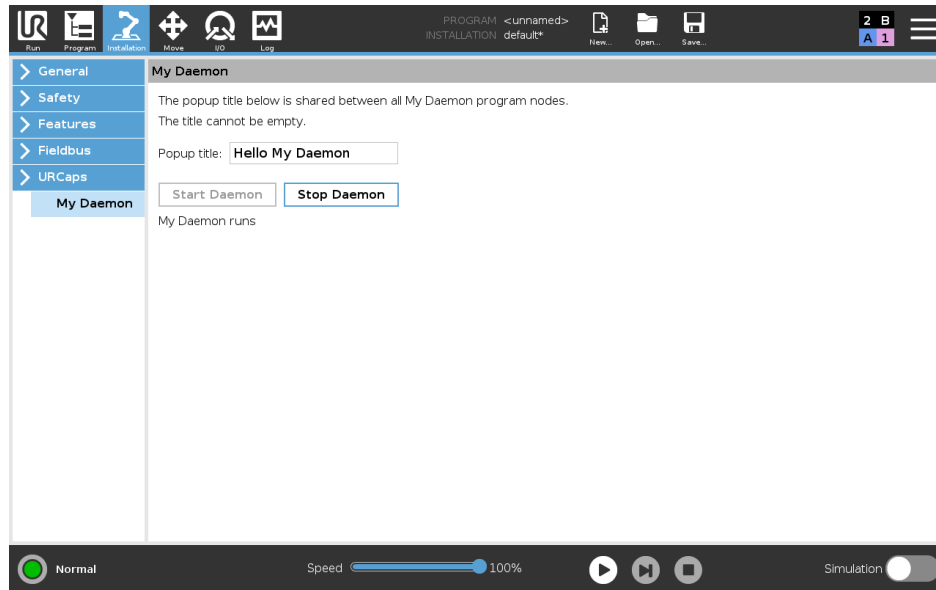 UR
PROGRAM <unnamed>
INSTALLATION default*
2 B
A 1
Run
Program
Installation
Move
I/O
Log
New...
Open...
Save...
General
Safety
Features
Fieldbus
URCaps
My Daemon
My Daemon
The popup title below is shared between all My Daemon program nodes.
The title cannot be empty.
Popup title: Hello My Daemon
Start Daemon
Stop Daemon
My Daemon runs
Normal
Speed
100%
Simulation